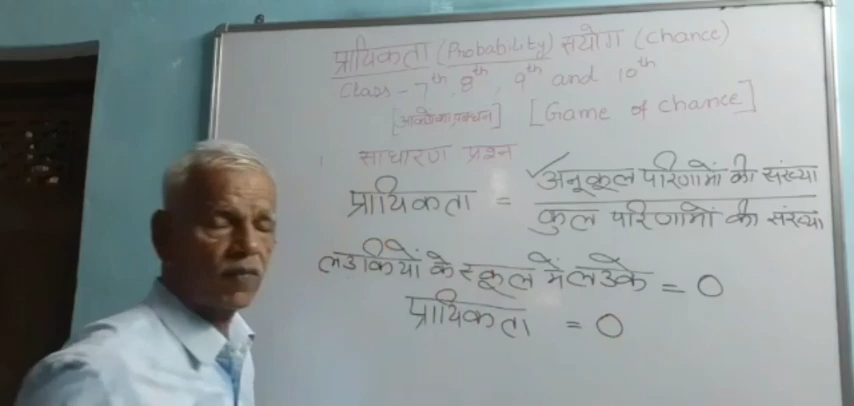 प्रायिकता (Probability) संयोग (Chance)
Class - 7th, 8th, 9th and 10th
[Game of chance]
साधारण प्रश्न
प्रायिकता = अनुकूल परिणामों की संख्या
कुल परिणामों की संख्या
लडकियों के स्कूल में लडके = 0
प्रायिकता = 0